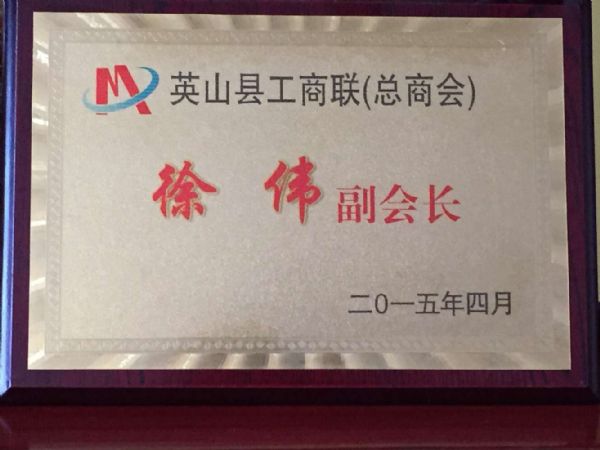 英山县工商联(总商会)
徐 伟 副会长
二〇一五年四月